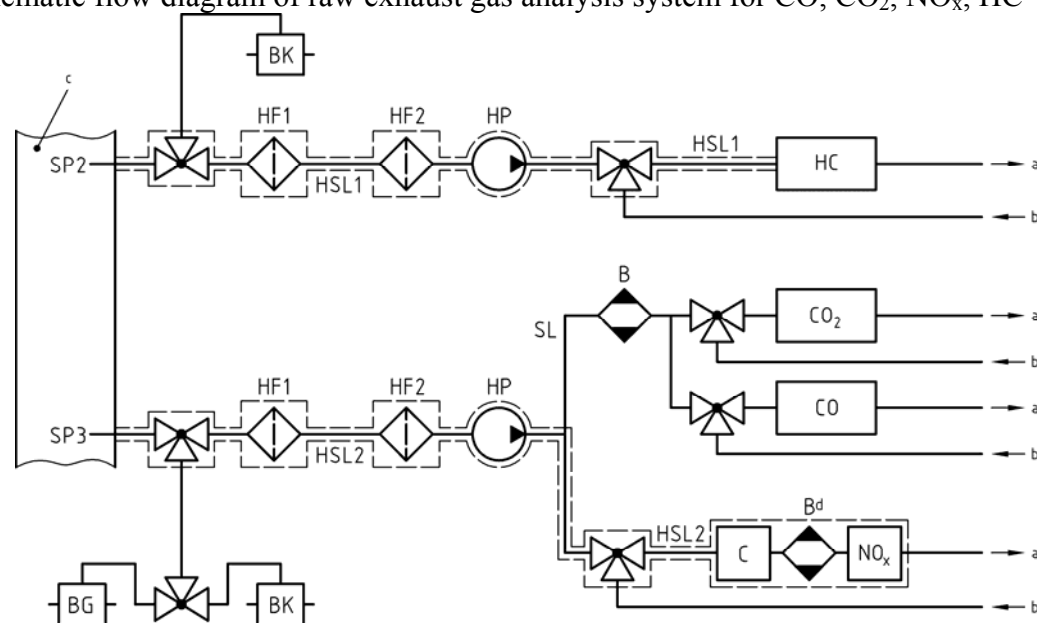 schematic flow diagram of raw exhaust gas analysis system for CO, CO₂, NOₓ, HC
BK
c
HF1 HF2 HP
HSL1
SP2
HC
a
HSL1
b
B
SL
CO₂
a
b
HF1 HF2 HP
CO
a
SP3
HSL2
b
Bᵈ
HSL2
C
NOₓ
a
BG
BK
b